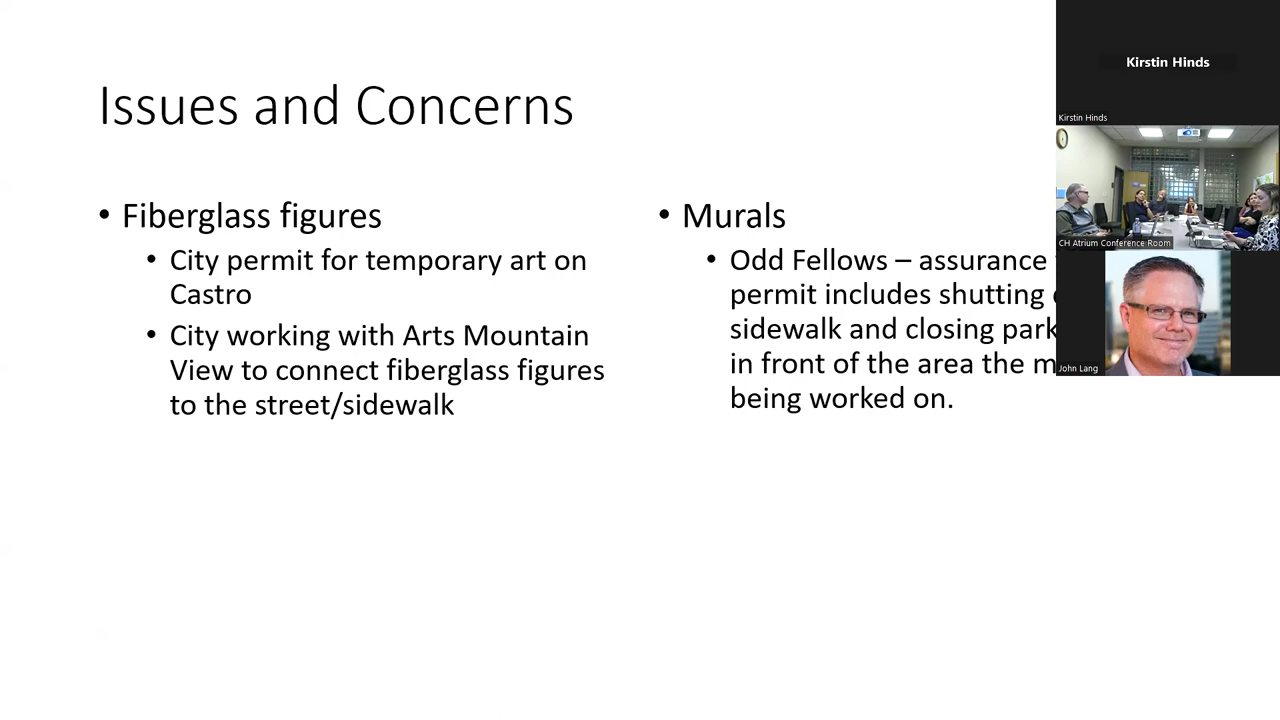 Issues and Concerns
• Fiberglass figures
• City permit for temporary art on
Castro
• City working with Arts Mountain
View to connect fiberglass figures
to the street/sidewalk
• Murals
• Odd Fellows – assurance
permit includes shutting
sidewalk and closing park
in front of the area the
being worked on.
Kirstin Hinds
Kirstin Hinds
CH Atrium Conference Room
John Lang